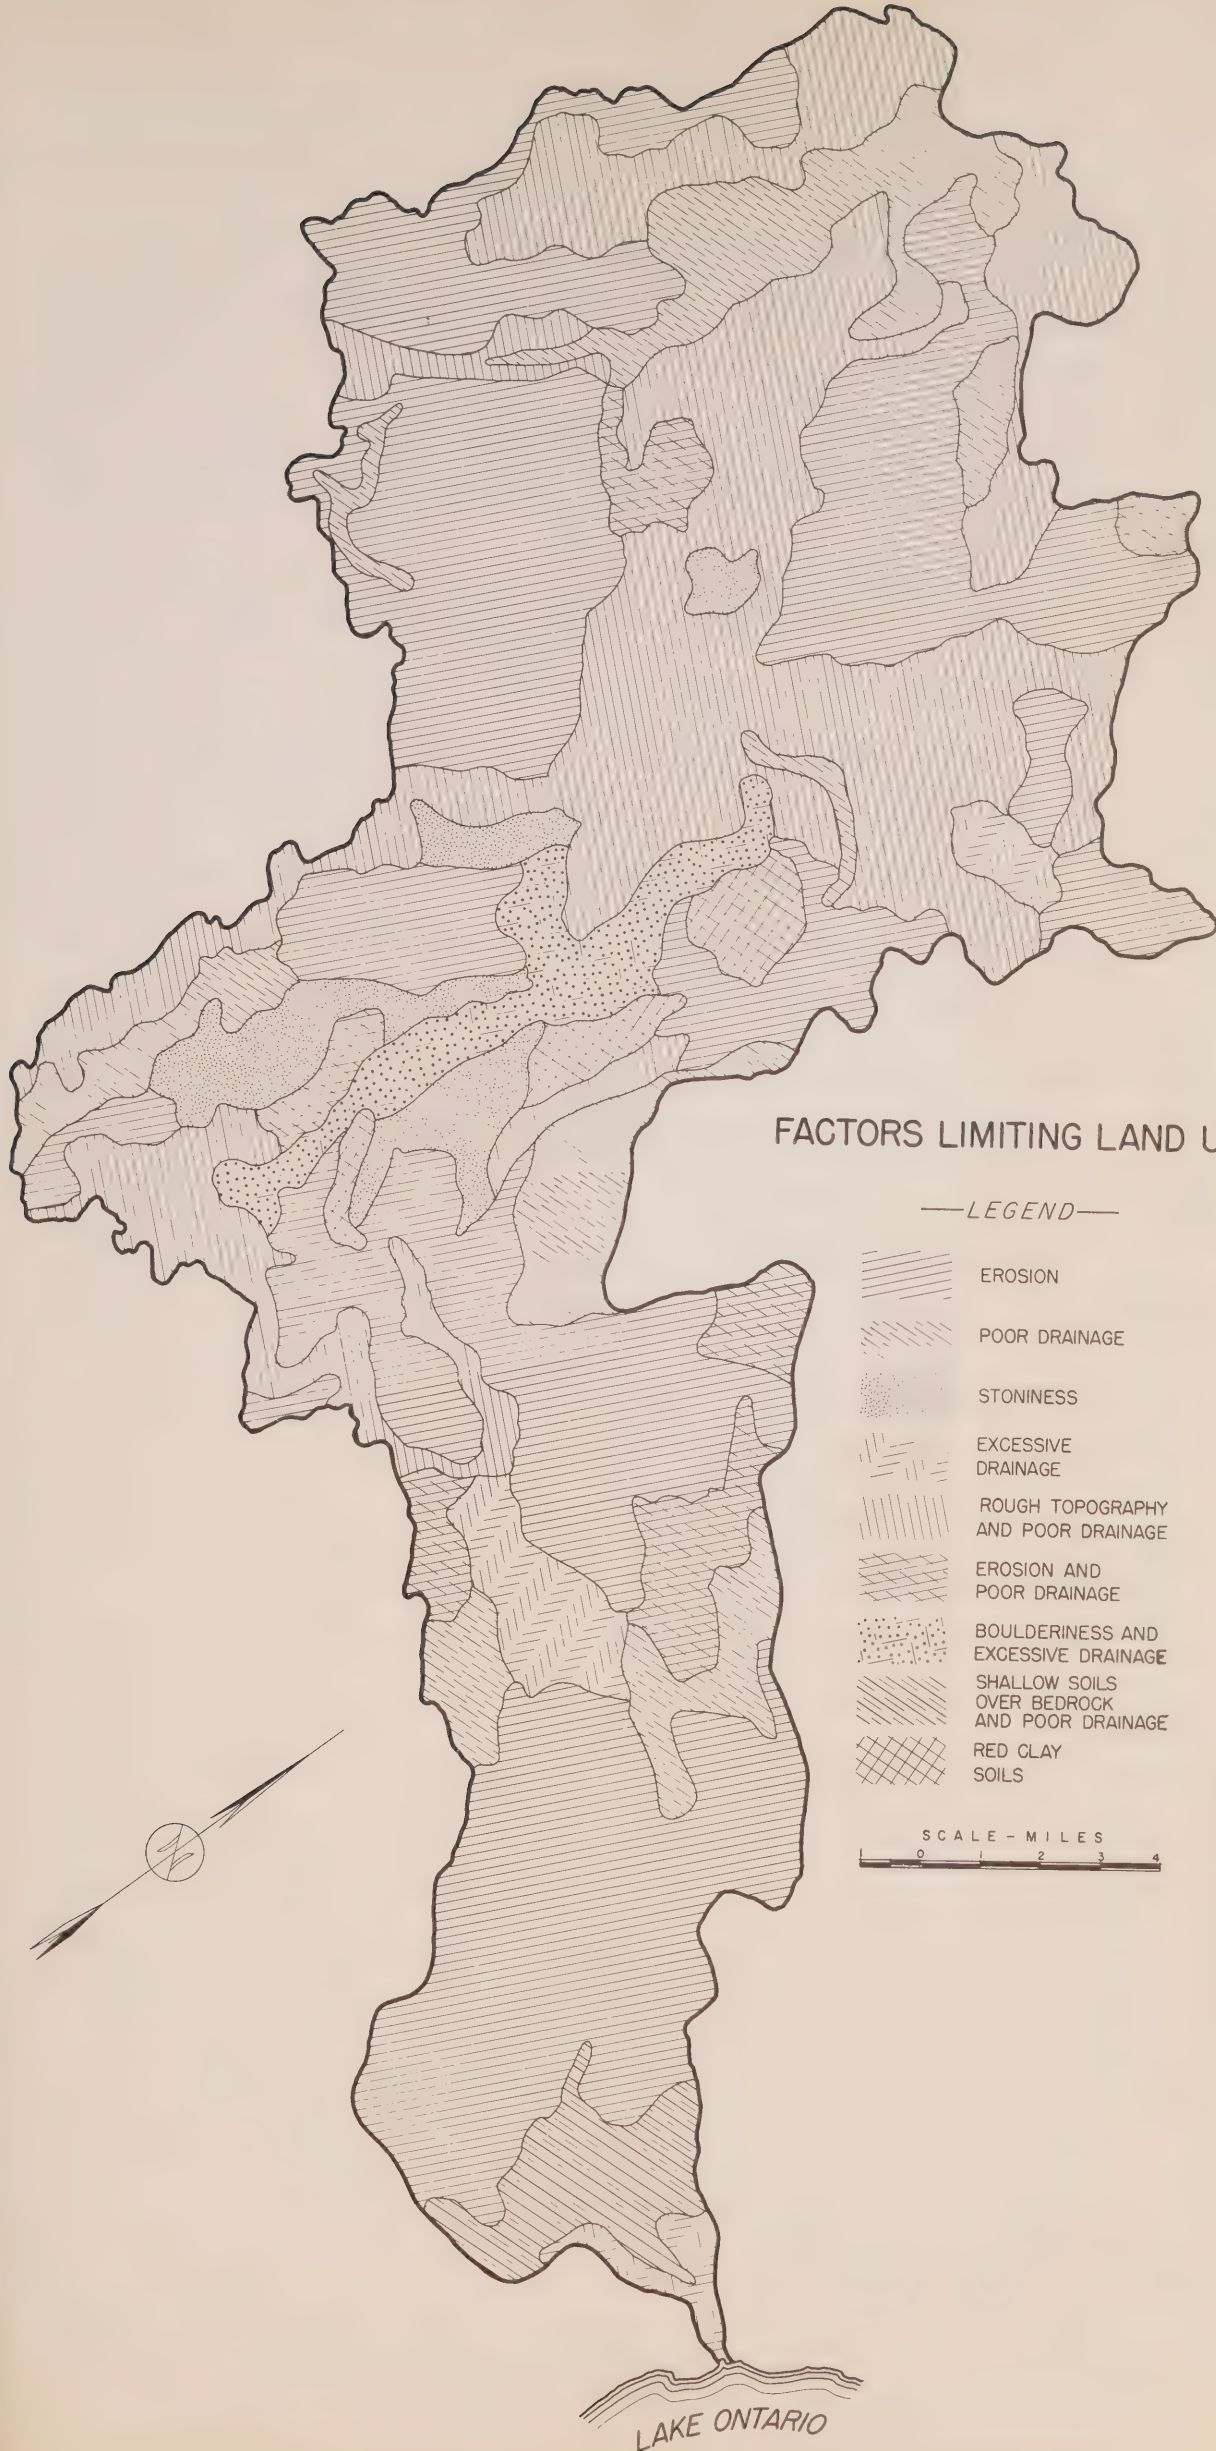 FACTORS LIMITING LAND U
—LEGEND—
EROSION
POOR DRAINAGE
STONINESS
EXCESSIVE
DRAINAGE
ROUGH TOPOGRAPHY
AND POOR DRAINAGE
EROSION AND
POOR DRAINAGE
BOULDERINESS AND
EXCESSIVE DRAINAGE
SHALLOW SOILS
OVER BEDROCK
AND POOR DRAINAGE
RED CLAY
SOILS
SCALE - MILES
1 0 1 2 3 4
LAKE ONTARIO